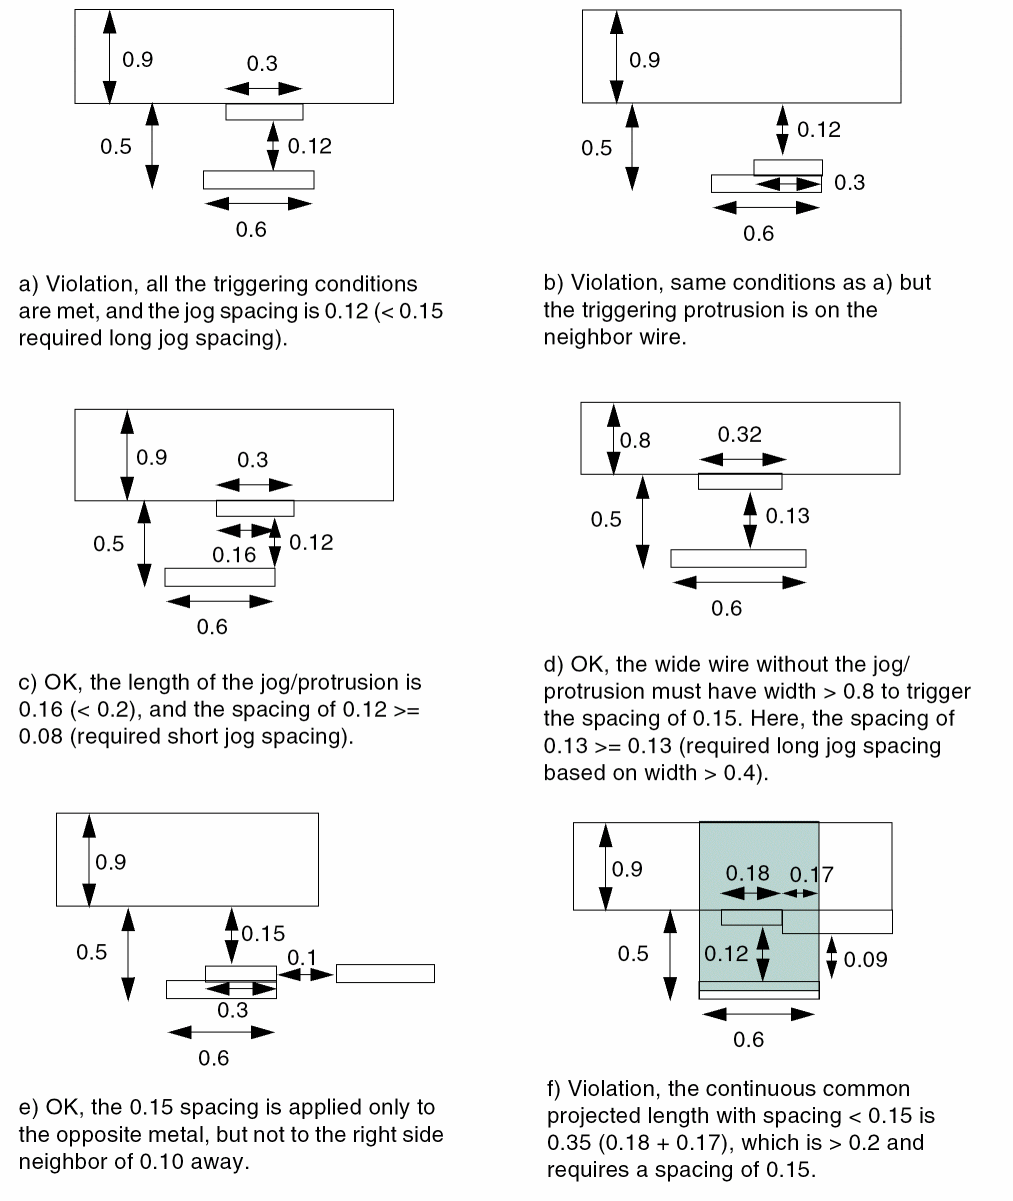 0.9
0.3
0.5
0.12
0.6
a) Violation, all the triggering conditions
are met, and the jog spacing is 0.12 (< 0.15
required long jog spacing).
0.9
0.12
0.5
0.3
0.6
b) Violation, same conditions as a) but
the triggering protrusion is on the
neighbor wire.
0.9
0.3
0.5
0.12
0.16
0.6
c) OK, the length of the jog/protrusion is
0.16 (< 0.2), and the spacing of 0.12 >=
0.08 (required short jog spacing).
0.8
0.32
0.5
0.13
0.6
d) OK, the wide wire without the jog/
protrusion must have width > 0.8 to trigger
the spacing of 0.15. Here, the spacing of
0.13 >= 0.13 (required long jog spacing
based on width > 0.4).
0.9
0.15
0.5
0.1
0.3
0.6
e) OK, the 0.15 spacing is applied only to
the opposite metal, but not to the right side
neighbor of 0.10 away.
0.9
0.18
0.17
0.5
0.12
0.09
0.6
f) Violation, the continuous common
projected length with spacing < 0.15 is
0.35 (0.18 + 0.17), which is > 0.2 and
requires a spacing of 0.15.